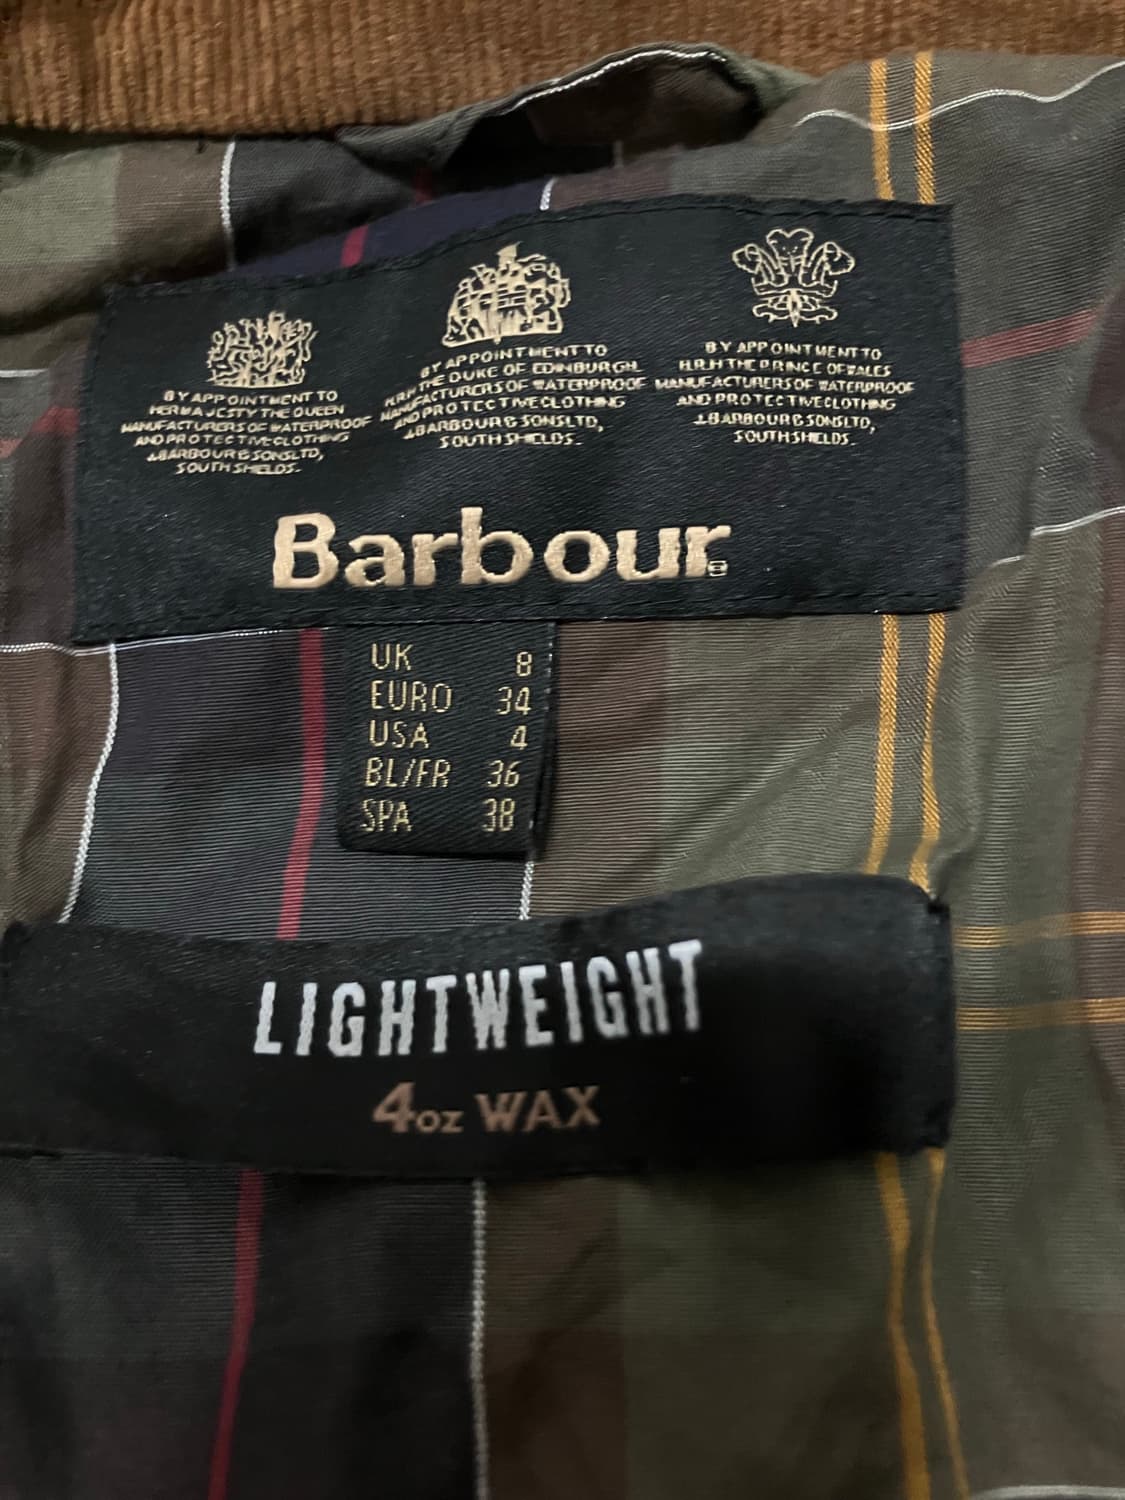 BY APPOINTMENT TO
HER MAJESTY THE QUEEN
MANUFACTURERS OF WATERPROOF
AND PROTECTIVE CLOTHING
J.BARBOUR & SONS LTD,
SOUTH SHIELDS.
BY APPOINTMENT TO
H.R.H THE DUKE OF EDINBURGH
MANUFACTURERS OF WATERPROOF
AND PROTECTIVE CLOTHING
J.BARBOUR & SONS LTD,
SOUTH SHIELDS.
BY APPOINTMENT TO
H.R.H THE PRINCE OF WALES
MANUFACTURERS OF WATERPROOF
AND PROTECTIVE CLOTHING
J.BARBOUR & SONS LTD,
SOUTH SHIELDS.
Barbour®
UK 8
EURO 34
USA 4
BL/FR 36
SPA 38
LIGHTWEIGHT
4oz WAX